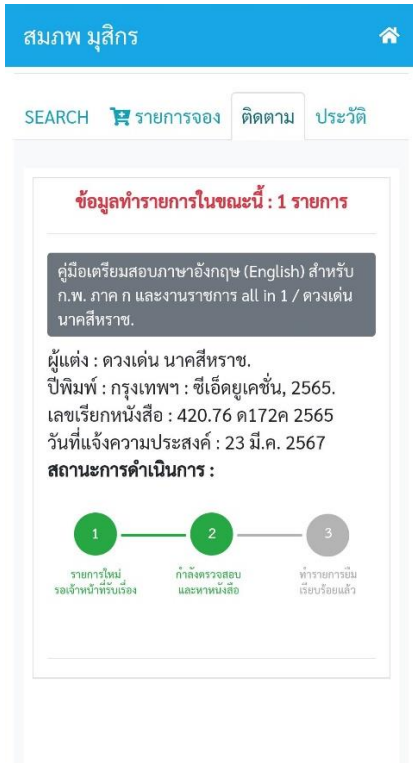 สมภพ มุสิกร
SEARCH รายการจอง ติดตาม ประวัติ
ข้อมูลทำรายการในขณะนี้ : 1 รายการ
คู่มือเตรียมสอบภาษาอังกฤษ (English) สำหรับ
ก.พ. ภาค ก และงานราชการ all in 1 / ดวงเด่น
นาคสีหราช.
ผู้แต่ง : ดวงเด่น นาคสีหราช.
ปีพิมพ์ : กรุงเทพฯ : ซีเอ็ดยูเคชั่น, 2565.
เลขเรียกหนังสือ : 420.76 ด172ค 2565
วันที่แจ้งความประสงค์ : 23 มี.ค. 2567
สถานะการดำเนินการ :
1 2 3
รายการใหม่ กำลังตรวจสอบ ทำรายการยืม
รอเจ้าหน้าที่รับเรื่อง และหาหนังสือ เรียบร้อยแล้ว